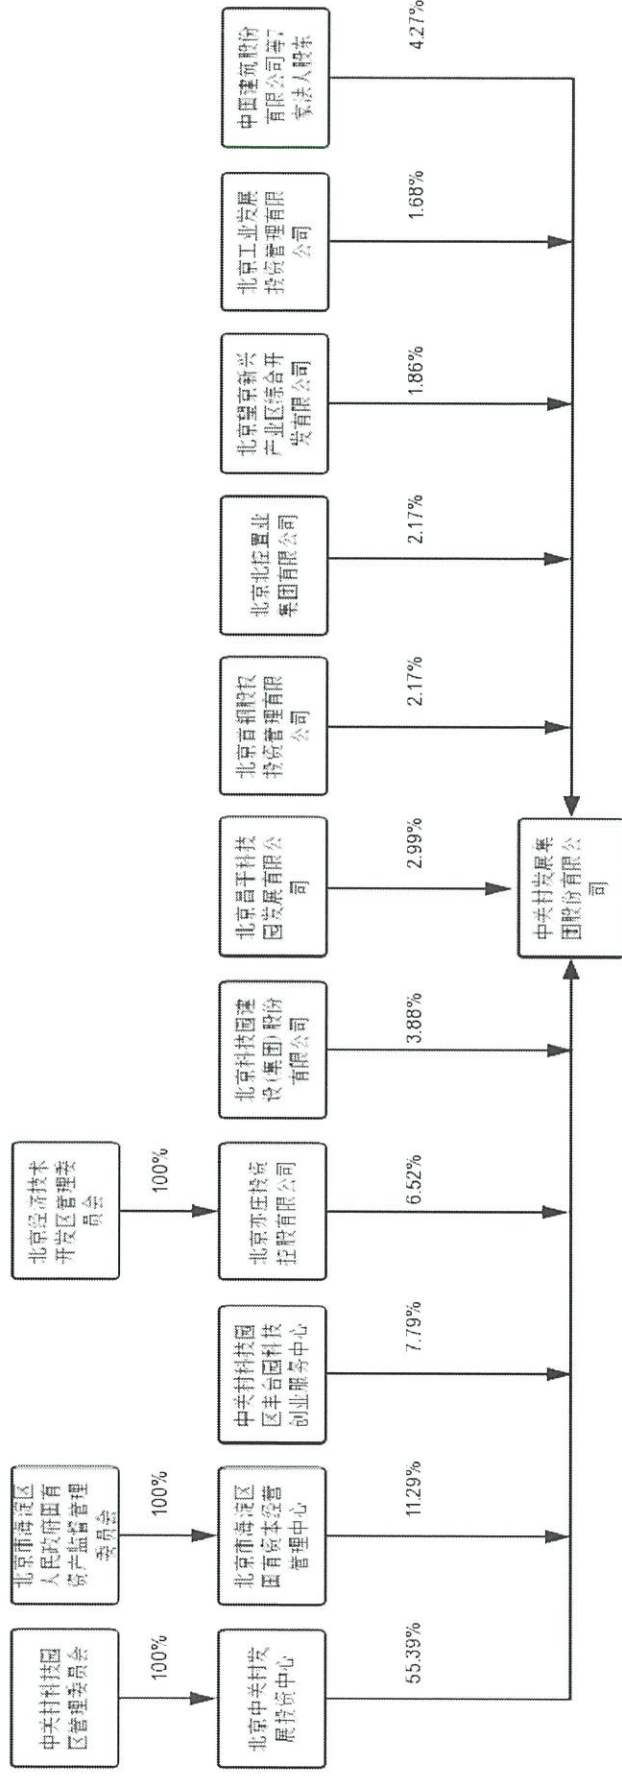 中关村科技园
区管理委员会
北京市海淀区
人民政府国有
资产监督管理
委员会
北京经济技术
开发区管理委
员会
100%
100%
100%
北京中关村发
展投资中心
北京市海淀区
国有资本经营
管理中心
中关村科技园
区丰台园科技
创业服务中心
北京亦庄投资
控股有限公司
北京科技园建
设(集团)股份
有限公司
北京昌平科技
园发展有限公
司
北京首钢股权
投资管理有限
公司
北京北控置业
集团有限公司
北京望京新兴
产业区综合开
发有限公司
北京工业发展
投资管理有限
公司
中国建筑股份
有限公司等7
家法人股东
55.39%
11.29%
7.79%
6.52%
3.88%
2.99%
2.17%
2.17%
1.86%
1.68%
4.27%
中关村发展集
团股份有限公
司